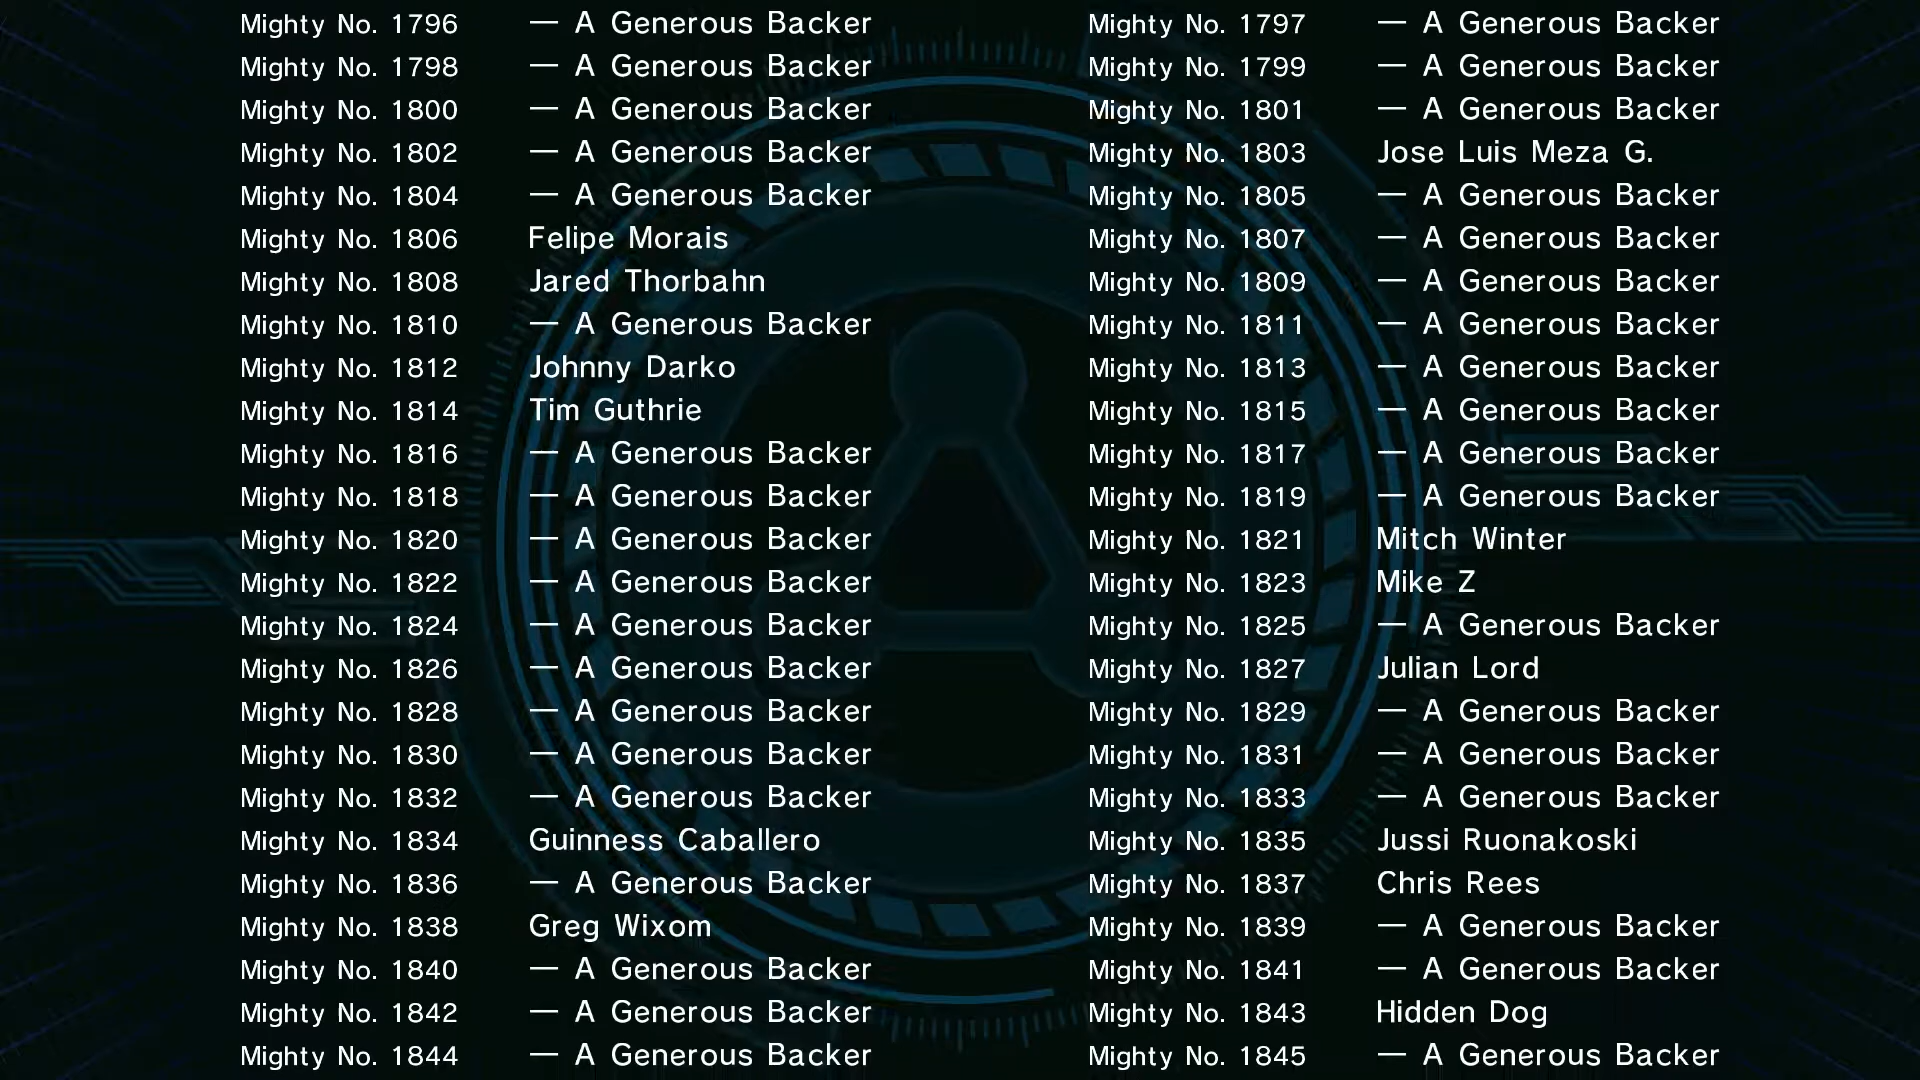 Mighty No. 1796 — A Generous Backer Mighty No. 1797 — A Generous Backer
Mighty No. 1798 — A Generous Backer Mighty No. 1799 — A Generous Backer
Mighty No. 1800 — A Generous Backer Mighty No. 1801 — A Generous Backer
Mighty No. 1802 — A Generous Backer Mighty No. 1803 Jose Luis Meza G.
Mighty No. 1804 — A Generous Backer Mighty No. 1805 — A Generous Backer
Mighty No. 1806 Felipe Morais Mighty No. 1807 — A Generous Backer
Mighty No. 1808 Jared Thorbahn Mighty No. 1809 — A Generous Backer
Mighty No. 1810 — A Generous Backer Mighty No. 1811 — A Generous Backer
Mighty No. 1812 Johnny Darko Mighty No. 1813 — A Generous Backer
Mighty No. 1814 Tim Guthrie Mighty No. 1815 — A Generous Backer
Mighty No. 1816 — A Generous Backer Mighty No. 1817 — A Generous Backer
Mighty No. 1818 — A Generous Backer Mighty No. 1819 — A Generous Backer
Mighty No. 1820 — A Generous Backer Mighty No. 1821 Mitch Winter
Mighty No. 1822 — A Generous Backer Mighty No. 1823 Mike Z
Mighty No. 1824 — A Generous Backer Mighty No. 1825 — A Generous Backer
Mighty No. 1826 — A Generous Backer Mighty No. 1827 Julian Lord
Mighty No. 1828 — A Generous Backer Mighty No. 1829 — A Generous Backer
Mighty No. 1830 — A Generous Backer Mighty No. 1831 — A Generous Backer
Mighty No. 1832 — A Generous Backer Mighty No. 1833 — A Generous Backer
Mighty No. 1834 Guinness Caballero Mighty No. 1835 Jussi Ruonakoski
Mighty No. 1836 — A Generous Backer Mighty No. 1837 Chris Rees
Mighty No. 1838 Greg Wixom Mighty No. 1839 — A Generous Backer
Mighty No. 1840 — A Generous Backer Mighty No. 1841 — A Generous Backer
Mighty No. 1842 — A Generous Backer Mighty No. 1843 Hidden Dog
Mighty No. 1844 — A Generous Backer Mighty No. 1845 — A Generous Backer